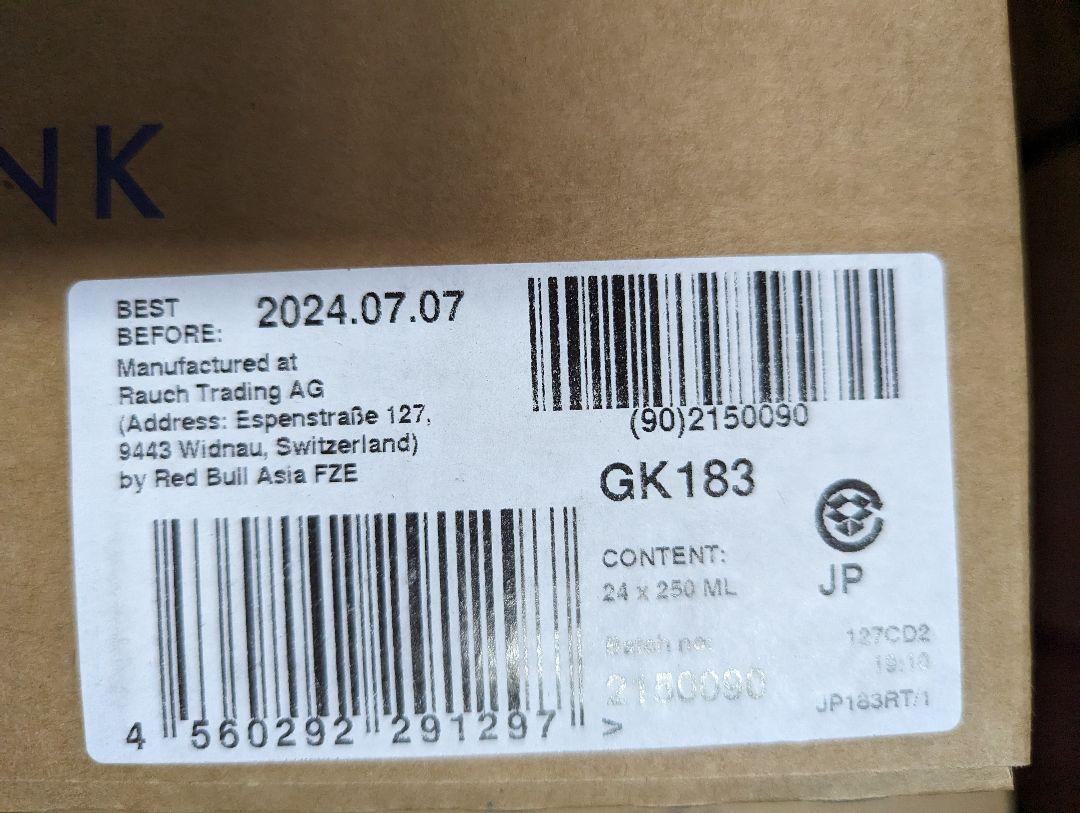 NK
BEST
BEFORE: 2024.07.07
Manufactured at
Rauch Trading AG
(Address: Espenstraße 127,
9443 Widnau, Switzerland)
by Red Bull Asia FZE
4 560292 291297 >
(90)2150090
GK183
CONTENT:
24 x 250 ML
JP
Batch no:
2150090
127CD2
19:10
JP183RT/1